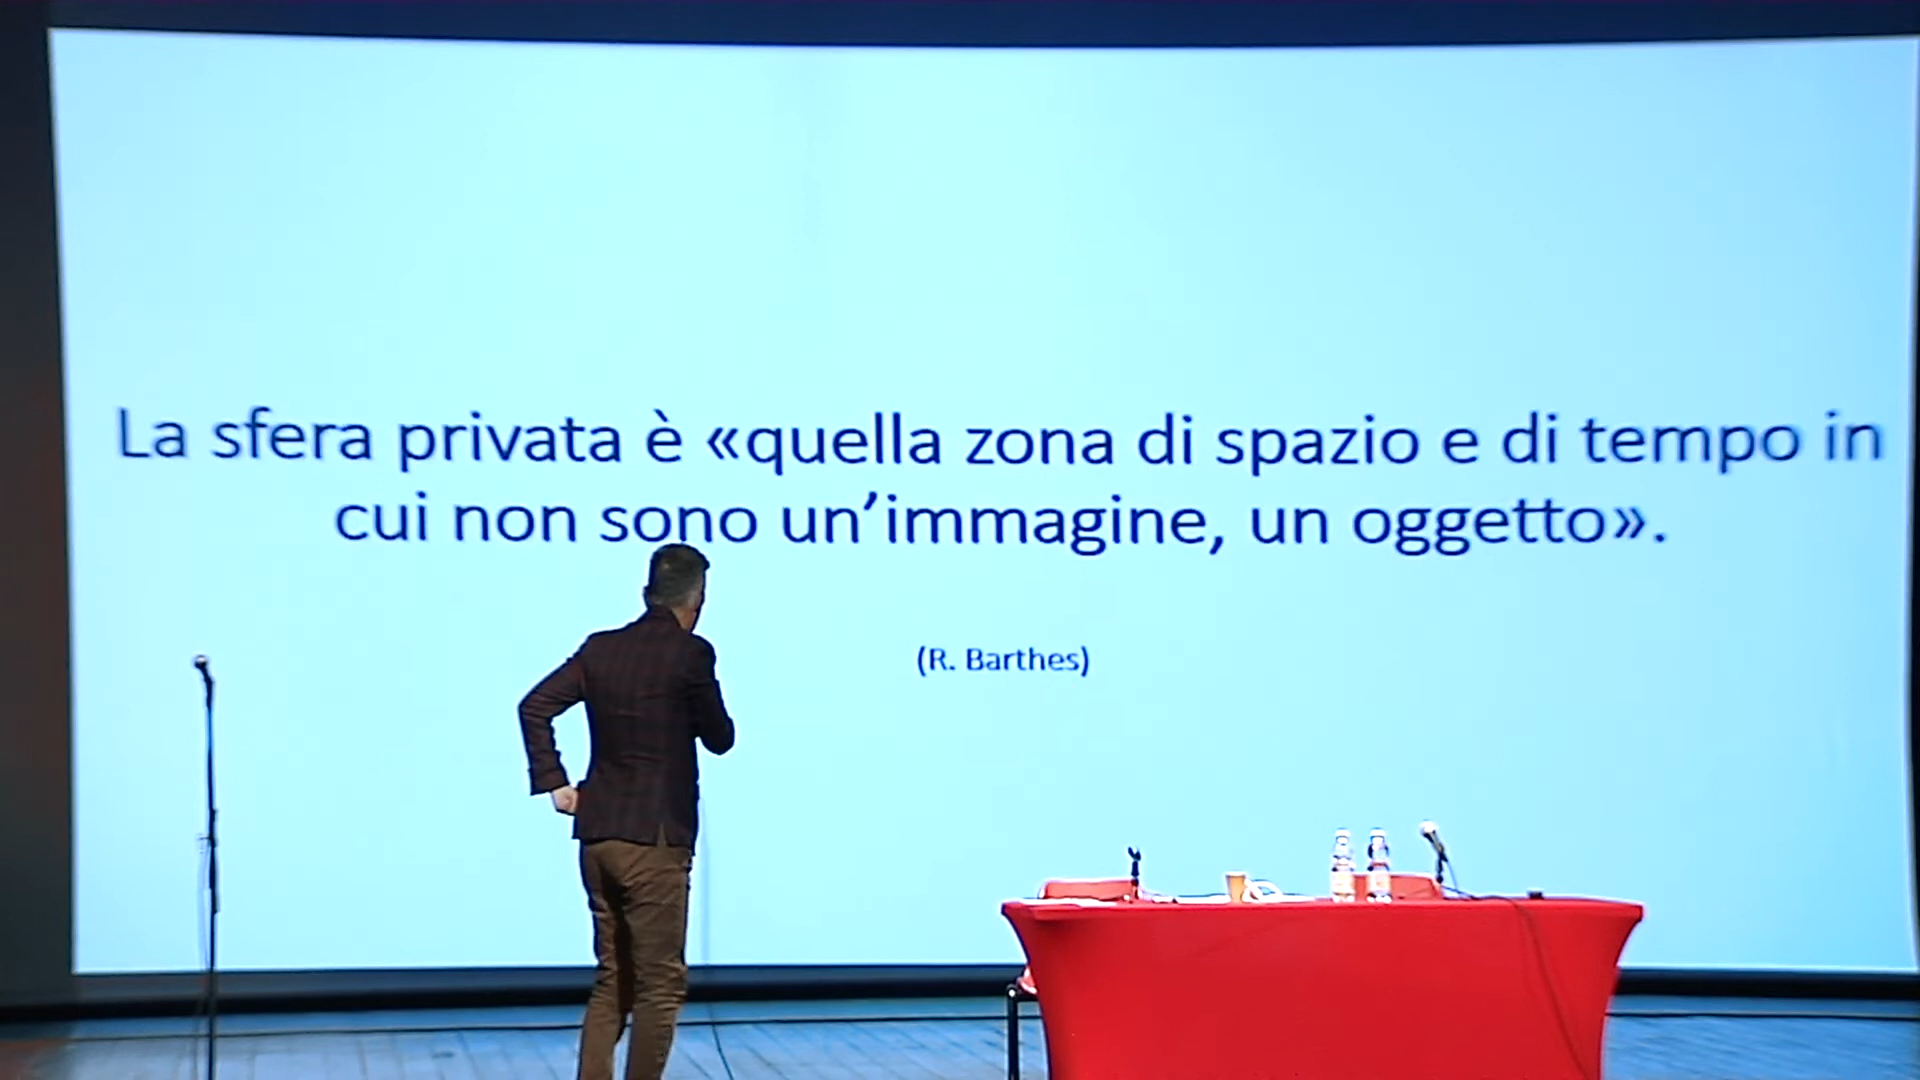 La sfera privata è «quella zona di spazio e di tempo in
cui non sono un’immagine, un oggetto».
(R. Barthes)